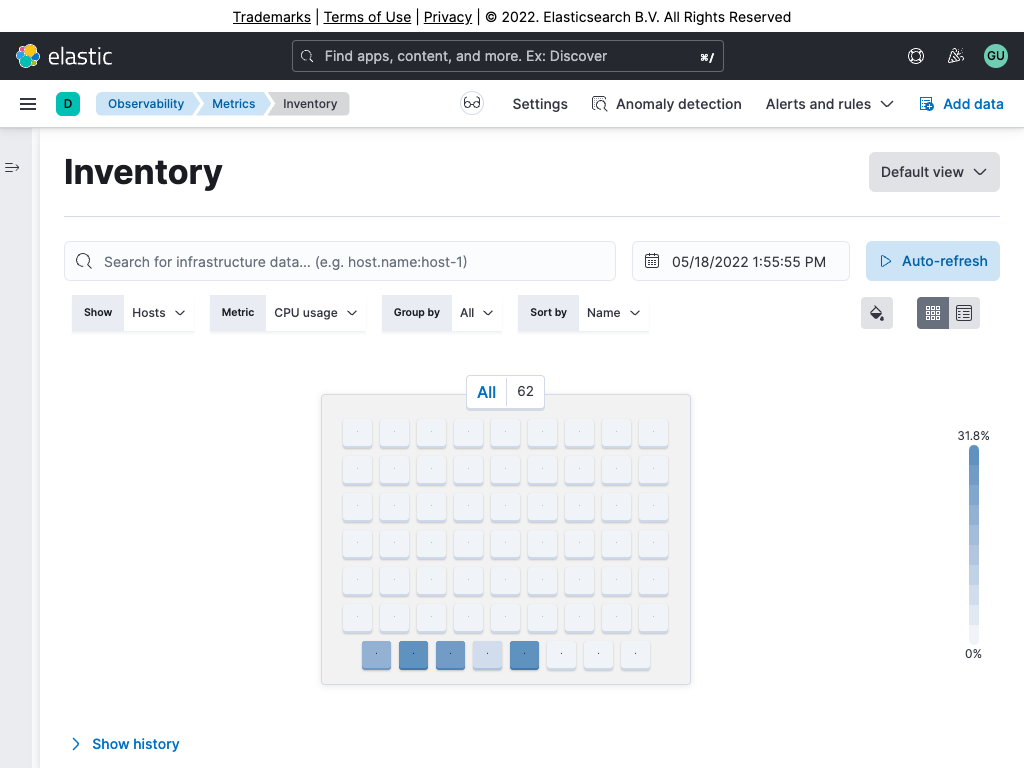 Trademarks | Terms of Use | Privacy | © 2022. Elasticsearch B.V. All Rights Reserved
elastic Find apps, content, and more. Ex: Discover ⌘/ GU
D Observability Metrics Inventory Settings Anomaly detection Alerts and rules Add data
Inventory
Default view
Search for infrastructure data... (e.g. host.name:host-1) 05/18/2022 1:55:55 PM Auto-refresh
Show Hosts Metric CPU usage Group by All Sort by Name
All 62
31.8%
0%
Show history